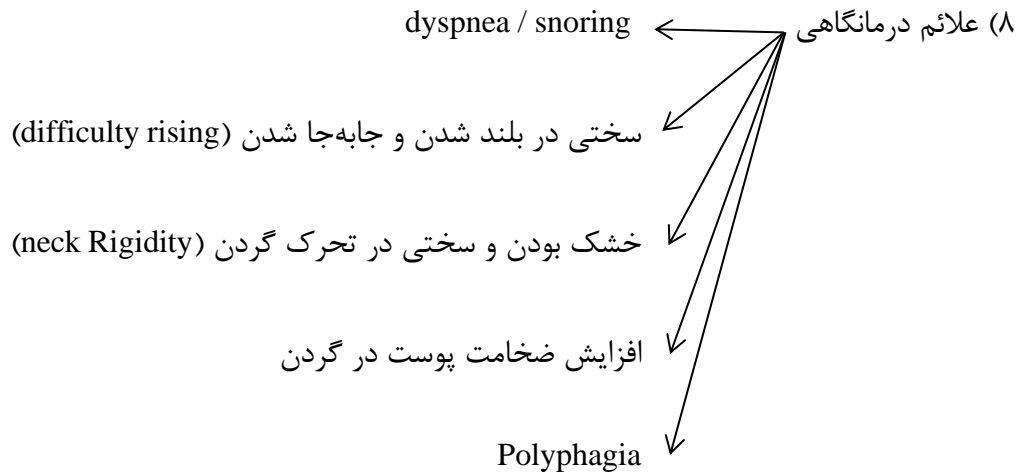 ۸) علائم درمانگاهی
dyspnea / snoring
سختی در بلند شدن و جابه‌جا شدن (difficulty rising)
خشک بودن و سختی در تحرک گردن (neck Rigidity)
افزایش ضخامت پوست در گردن
Polyphagia